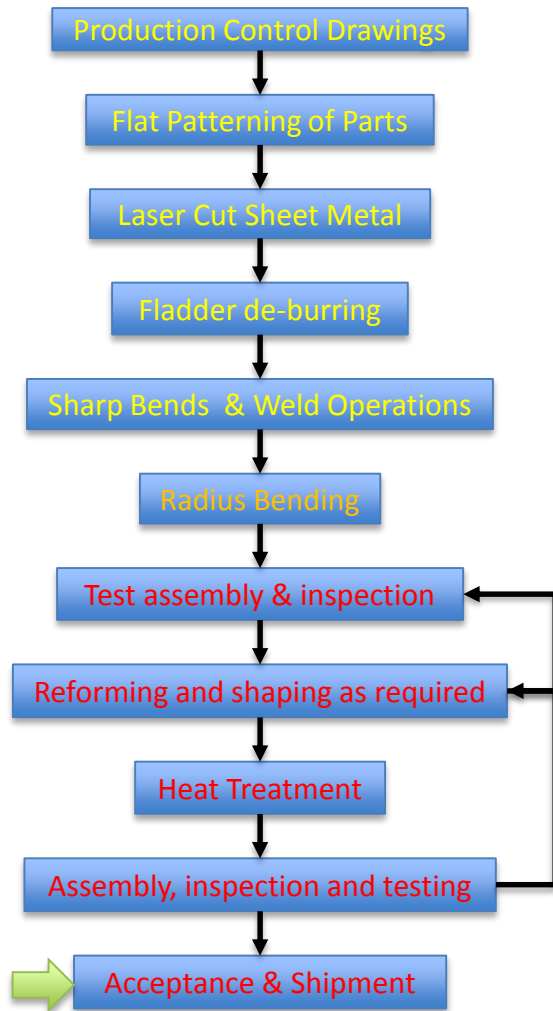 Production Control Drawings
Flat Patterning of Parts
Laser Cut Sheet Metal
Fladder de-burring
Sharp Bends & Weld Operations
Radius Bending
Test assembly & inspection
Reforming and shaping as required
Heat Treatment
Assembly, inspection and testing
Acceptance & Shipment